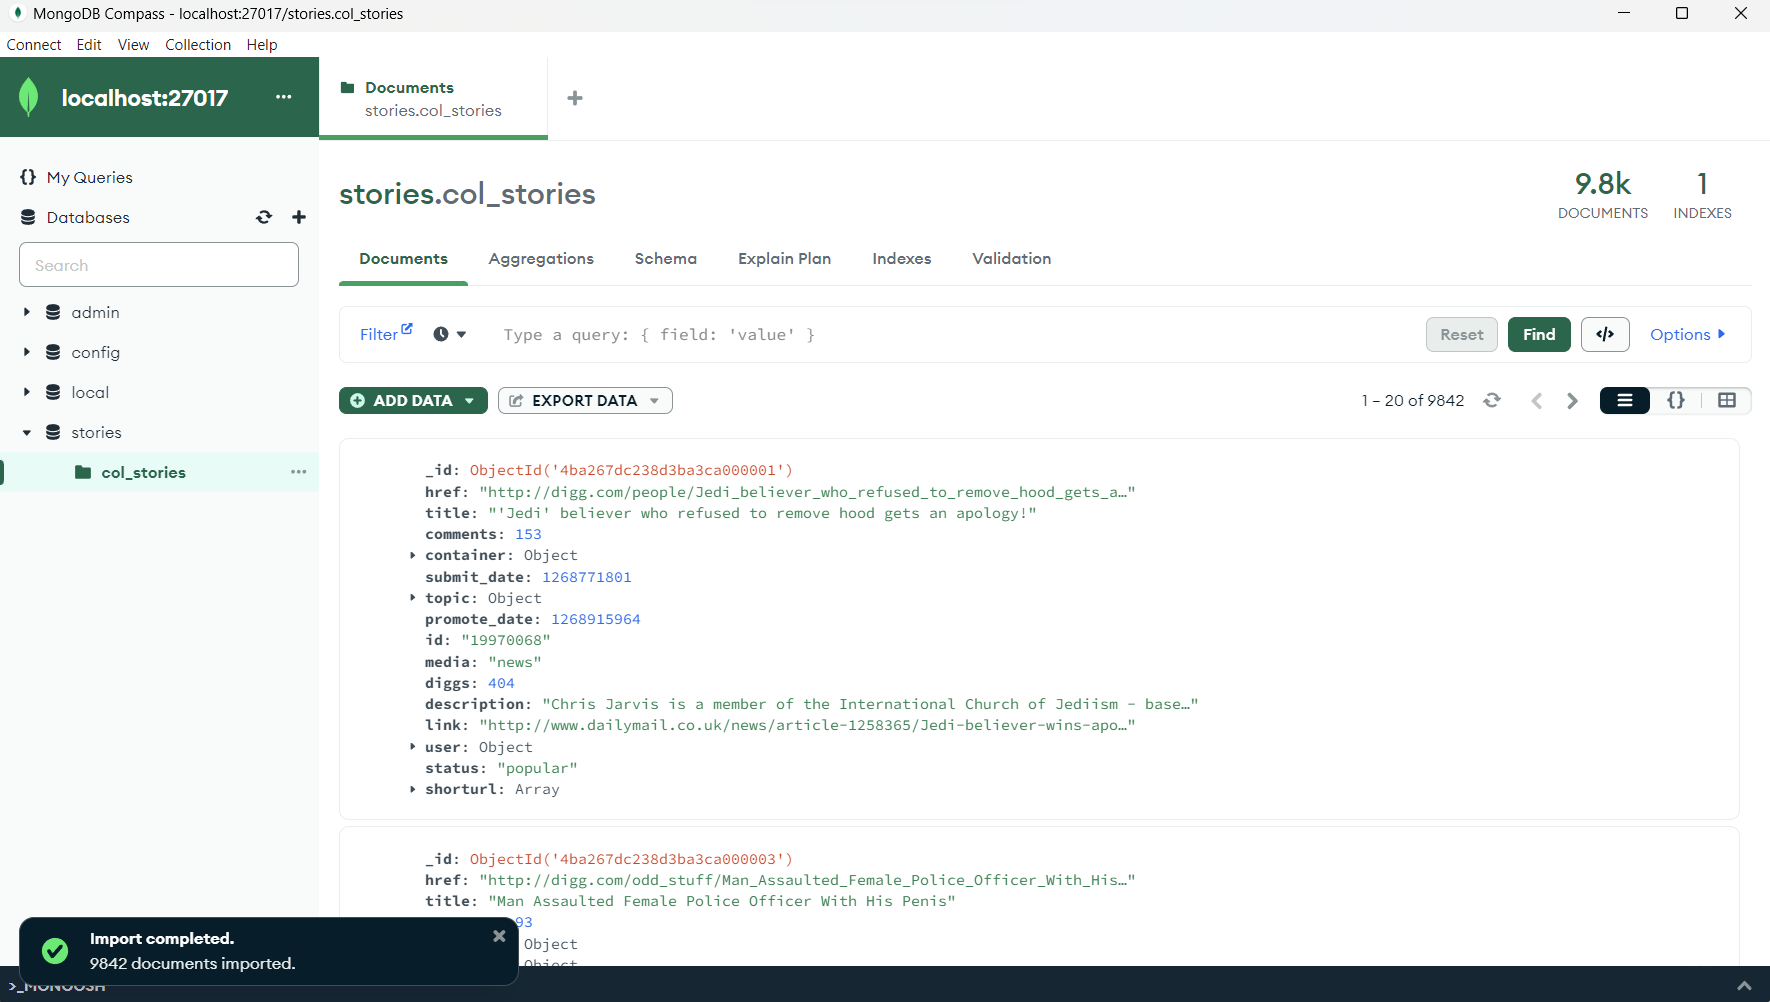 MongoDB Compass - localhost:27017/stories.col_stories
Connect Edit View Collection Help
localhost:27017 ...
Documents
stories.col_stories
{} My Queries
Databases
Search
admin
config
local
stories
col_stories ...
stories.col_stories
9.8k
DOCUMENTS
1
INDEXES
Documents Aggregations Schema Explain Plan Indexes Validation
Filter Type a query: { field: 'value' } Reset Find </> Options
ADD DATA EXPORT DATA 1 – 20 of 9842 {}
_id: ObjectId('4ba267dc238d3ba3ca000001')
href: "http://digg.com/people/Jedi_believer_who_refused_to_remove_hood_gets_a…"
title: "'Jedi' believer who refused to remove hood gets an apology!"
comments: 153
container: Object
submit_date: 1268771801
topic: Object
promote_date: 1268915964
id: "19970068"
media: "news"
diggs: 404
description: "Chris Jarvis is a member of the International Church of Jediism – base…"
link: "http://www.dailymail.co.uk/news/article-1258365/Jedi-believer-wins-apo…"
user: Object
status: "popular"
shorturl: Array
_id: ObjectId('4ba267dc238d3ba3ca000003')
href: "http://digg.com/odd_stuff/Man_Assaulted_Female_Police_Officer_With_His…"
title: "Man Assaulted Female Police Officer With His Penis"
93
Object
Object
Import completed.
9842 documents imported.
>_MONGOSH